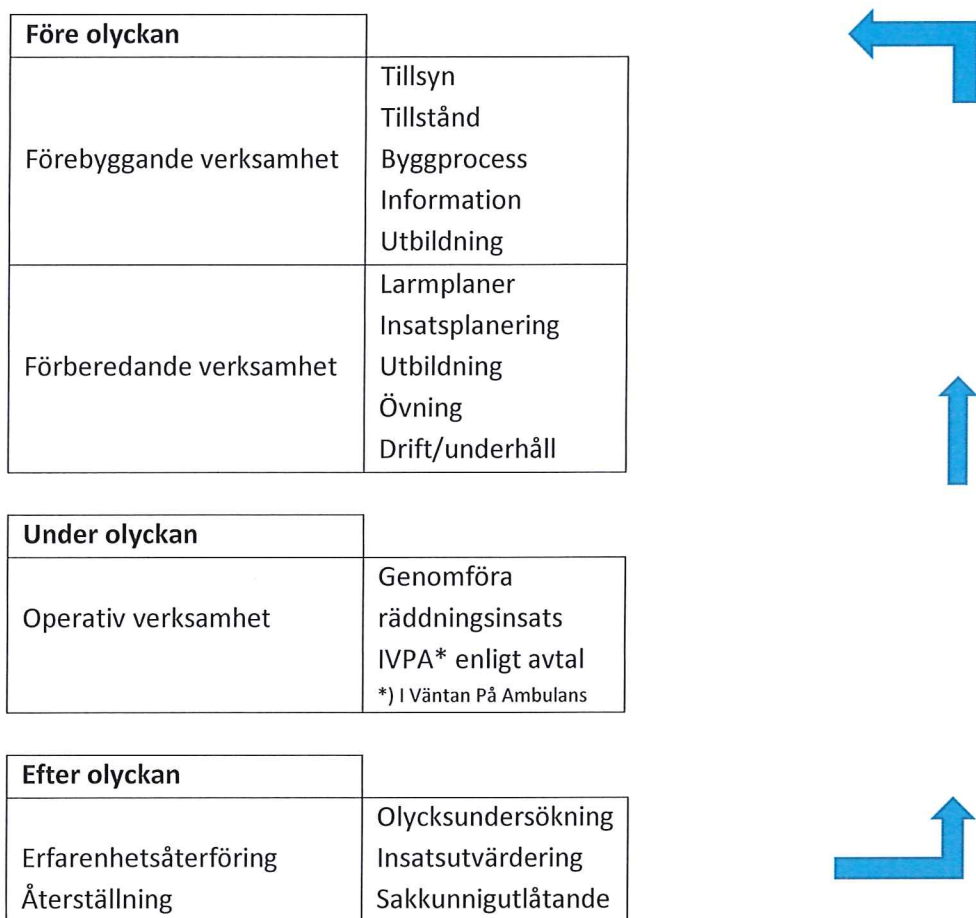 Före olyckan
Förebyggande verksamhet
Tillsyn
Tillstånd
Byggprocess
Information
Utbildning
Förberedande verksamhet
Larmplaner
Insatsplanering
Utbildning
Övning
Drift/underhåll
Under olyckan
Operativ verksamhet
Genomföra
räddningsinsats
IVPA* enligt avtal
*) I Väntan På Ambulans
Efter olyckan
Erfarenhetsåterföring
Återställning
Olycksundersökning
Insatsutvärdering
Sakkunnigutlåtande